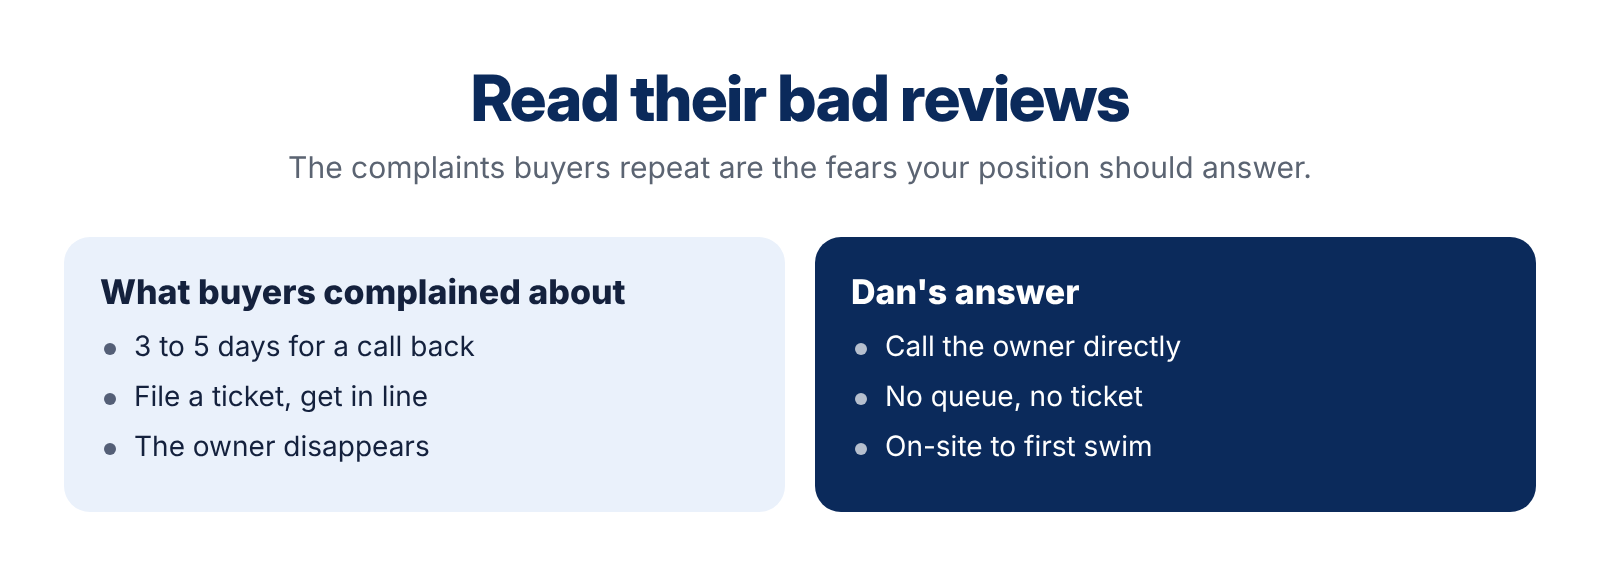 Read their bad reviews
The complaints buyers repeat are the fears your position should answer.
What buyers complained about
3 to 5 days for a call back
File a ticket, get in line
The owner disappears
Dan's answer
Call the owner directly
No queue, no ticket
On-site to first swim